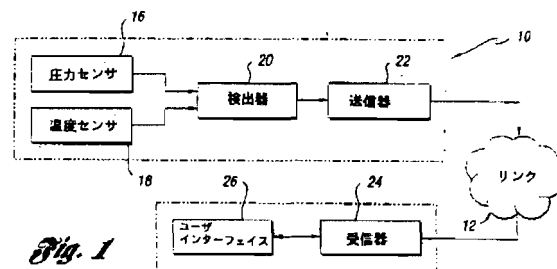 16
圧力センサ
20
検出器
22
送信器
10
温度センサ
18
リンク
12
26
ユーザ
インターフェイス
24
受信器
Fig. 1